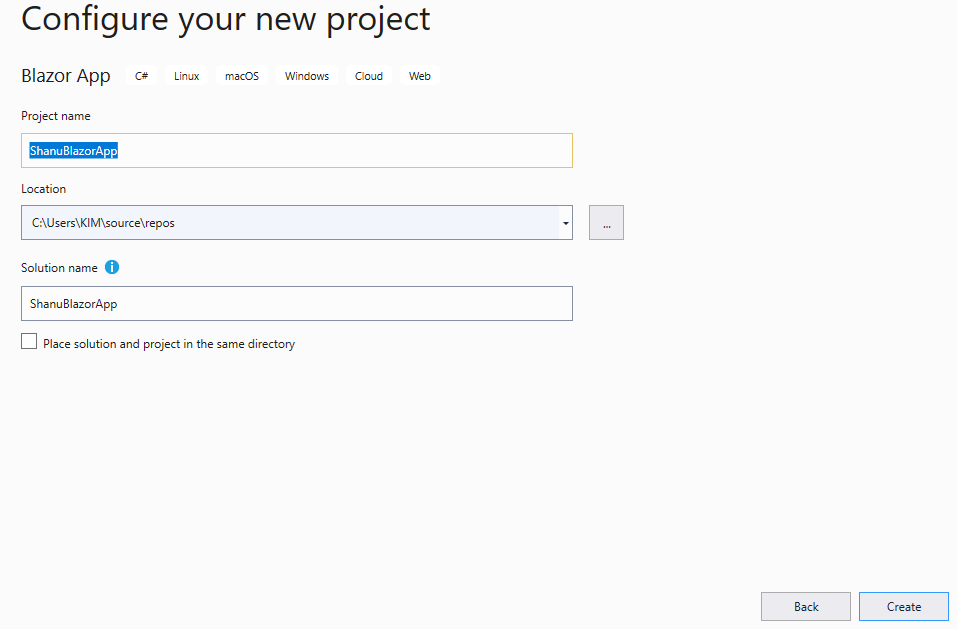 Configure your new project
Blazor App C# Linux macOS Windows Cloud Web
Project name
ShanuBlazorApp
Location
C:\Users\KIM\source\repos
...
Solution name
ShanuBlazorApp
Place solution and project in the same directory
Back Create